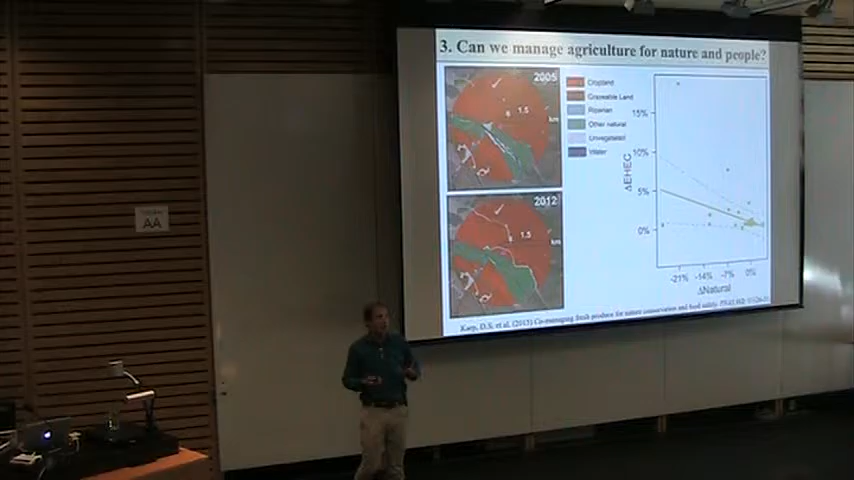 3. Can we manage agriculture for nature and people?
2005
1.5
km
2012
1.5
km
Cropland
Grazeable Land
Riparian
Other natural
Unvegetated
Water
15%
10%
5%
0%
ΔEHEC
-21% -14% -7% 0%
ΔNatural
Karp, D.S. et al. (2015) Co-managing fresh produce for nature conservation and food safety. PNAS
AA